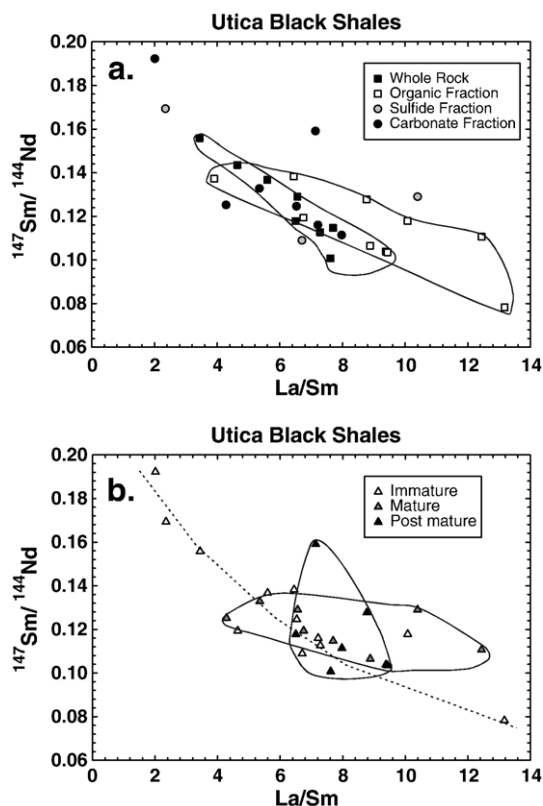 Utica Black Shales
a.
Whole Rock
Organic Fraction
Sulfide Fraction
Carbonate Fraction
0.20
0.18
0.16
0.14
0.12
0.10
0.08
0.06
¹⁴⁷Sm/ ¹⁴⁴Nd
0 2 4 6 8 10 12 14
La/Sm
Utica Black Shales
b.
Immature
Mature
Post mature
0.20
0.18
0.16
0.14
0.12
0.10
0.08
0.06
¹⁴⁷Sm/ ¹⁴⁴Nd
0 2 4 6 8 10 12 14
La/Sm